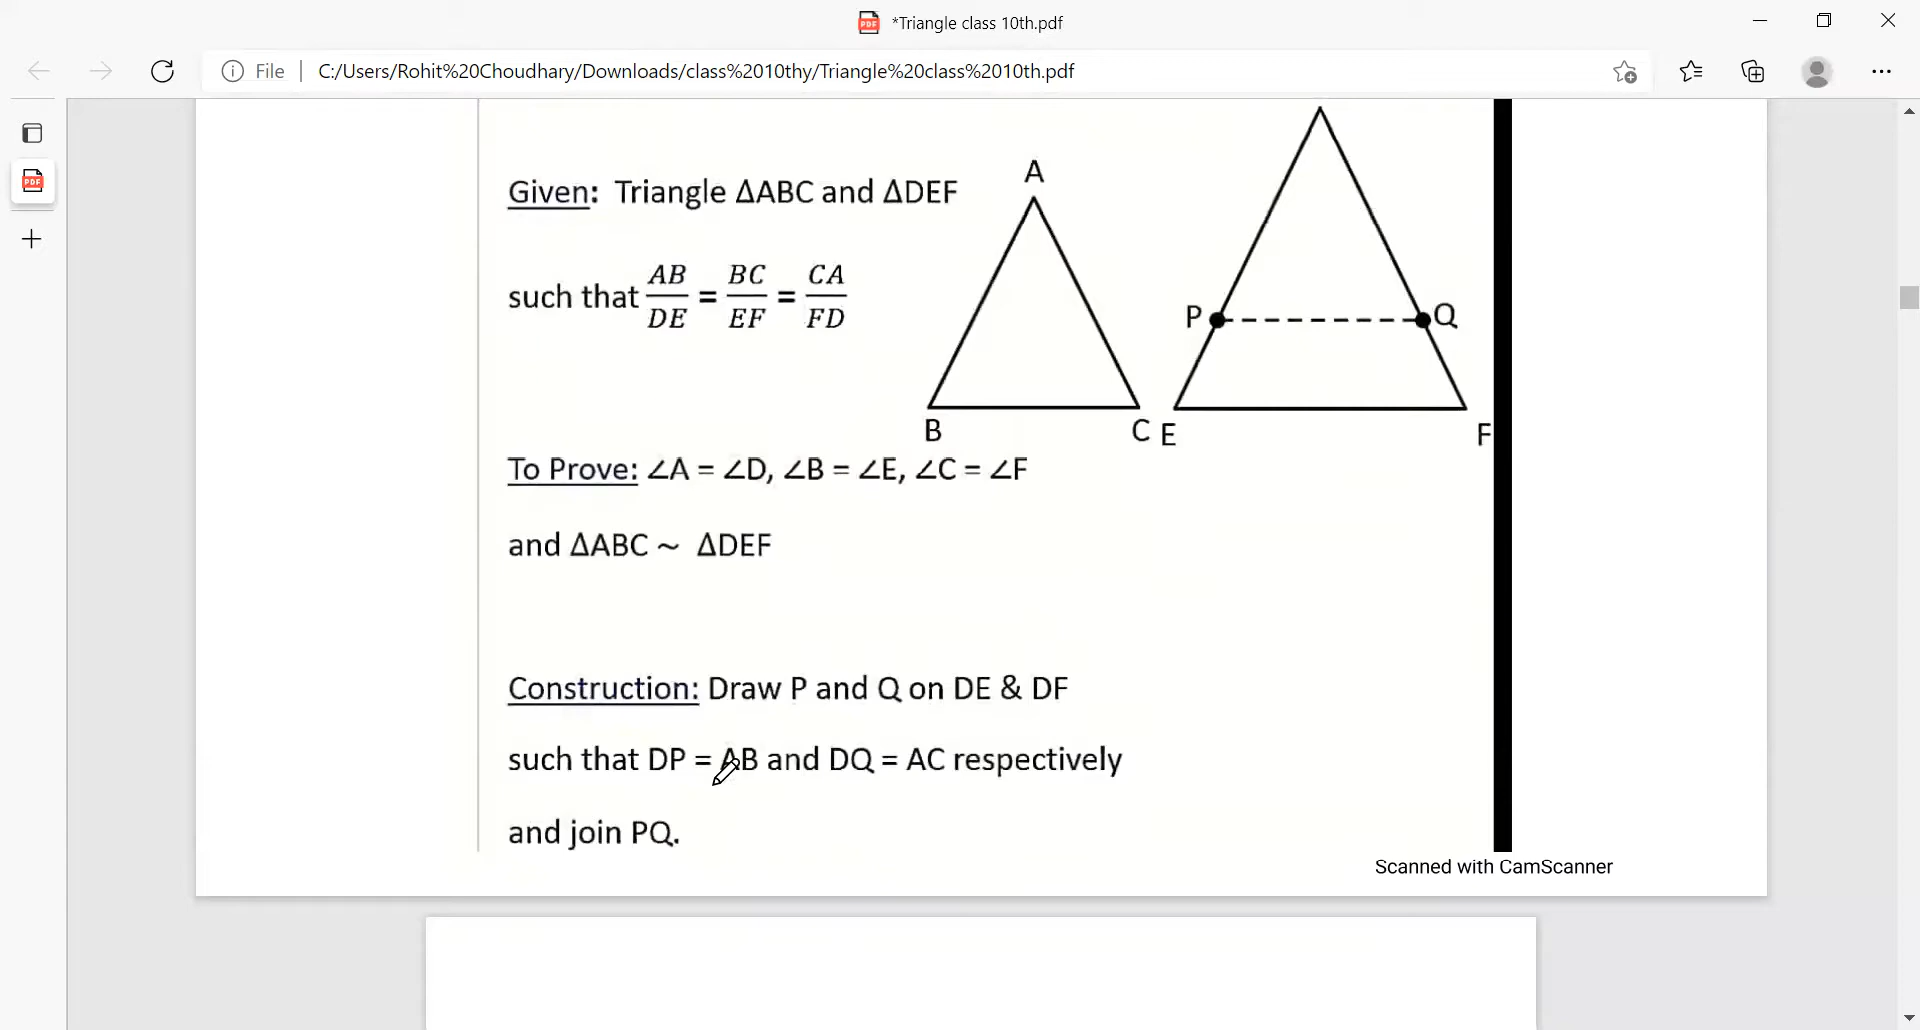 *Triangle class 10th.pdf
File
C:/Users/Rohit%20Choudhary/Downloads/class%2010thy/Triangle%20class%2010th.pdf
Given: Triangle ΔABC and ΔDEF
such that AB/DE = BC/EF = CA/FD
A
B
C
P
Q
E
F
To Prove: ∠A = ∠D, ∠B = ∠E, ∠C = ∠F
and ΔABC ~ ΔDEF
Construction: Draw P and Q on DE & DF
such that DP = AB and DQ = AC respectively
and join PQ.
Scanned with CamScanner